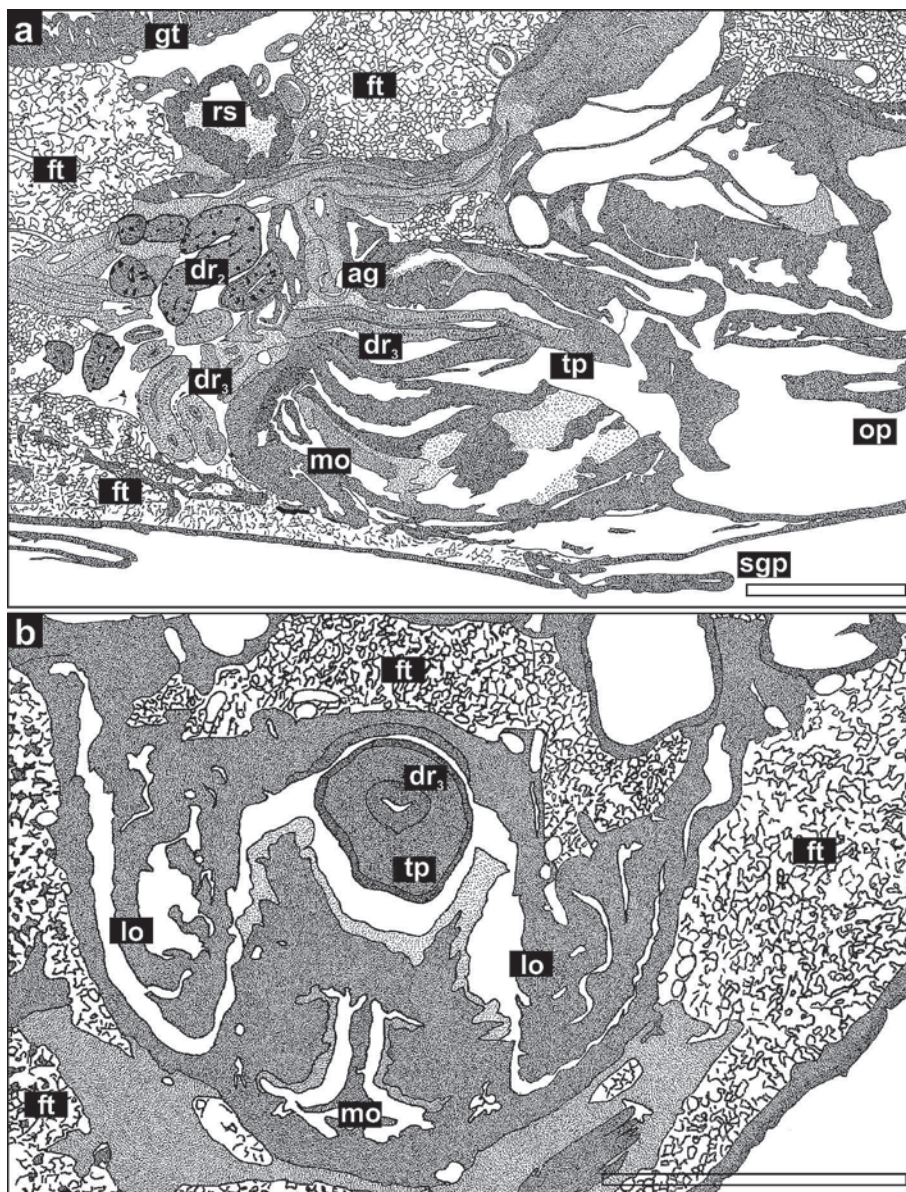 a
gt
ft
rs
ft
dr₂
ag
dr₃
tp
dr₃
op
mo
ft
sgp
b
ft
dr₃
tp
ft
lo
lo
mo
ft